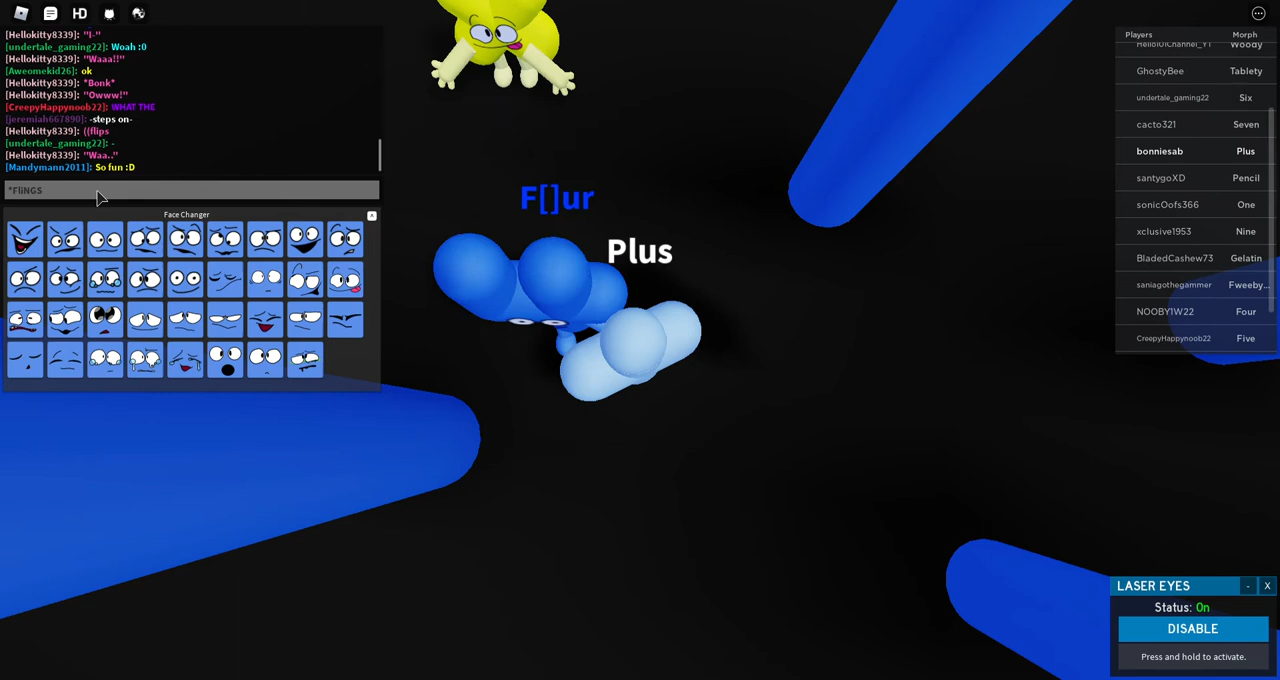 HD
[Hellokitty8339]: "I-"
[undertale_gaming22]: Woah :0
[Hellokitty8339]: "Waaa!!"
[Aweomekid26]: ok
[Hellokitty8339]: *Bonk*
[Hellokitty8339]: "Owww!"
[CreepyHappynoob22]: WHAT THE
[jeremiah667890]: -steps on-
[Hellokitty8339]: ((flips
[undertale_gaming22]: -
[Hellokitty8339]: "Waa.."
[Mandymann2011]: So fun :D
*FliNGS
Face Changer
F[]ur
Plus
Players Morph
Woody
GhostyBee Tablety
undertale_gaming22 Six
cacto321 Seven
bonniesab Plus
santygoXD Pencil
sonicOofs366 One
xclusive1953 Nine
BladedCashew73 Gelatin
saniagothegammer Fweeby...
NOOBY1W22 Four
CreepyHappynoob22 Five
LASER EYES - X
Status: On
DISABLE
Press and hold to activate.